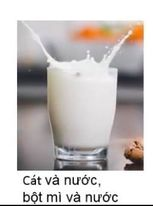 Cát và nước,
bột mì và nước